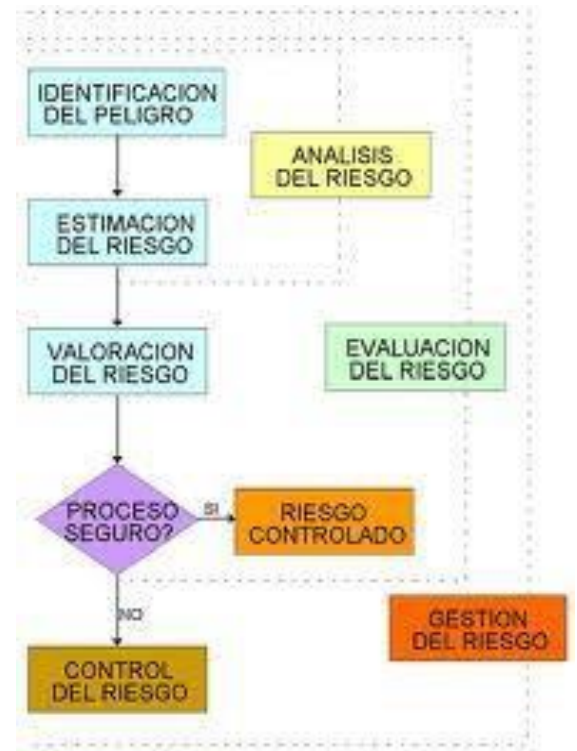 IDENTIFICACION
DEL PELIGRO
ANALISIS
DEL RIESGO
ESTIMACION
DEL RIESGO
VALORACION
DEL RIESGO
EVALUACION
DEL RIESGO
PROCESO
SEGURO?
SI
RIESGO
CONTROLADO
NO
GESTION
DEL RIESGO
CONTROL
DEL RIESGO